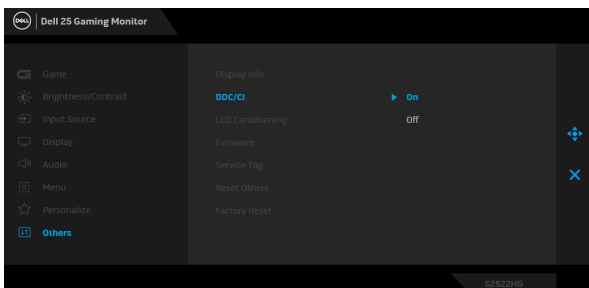 DELL
Dell 25 Gaming Monitor
Game
Brightness/Contrast
Input Source
Display
Audio
Menu
Personalize
Others
Display Info
DDC/CI
On
LCD Conditioning
Off
Firmware
Service Tag
Reset Others
Factory Reset
S2522HG